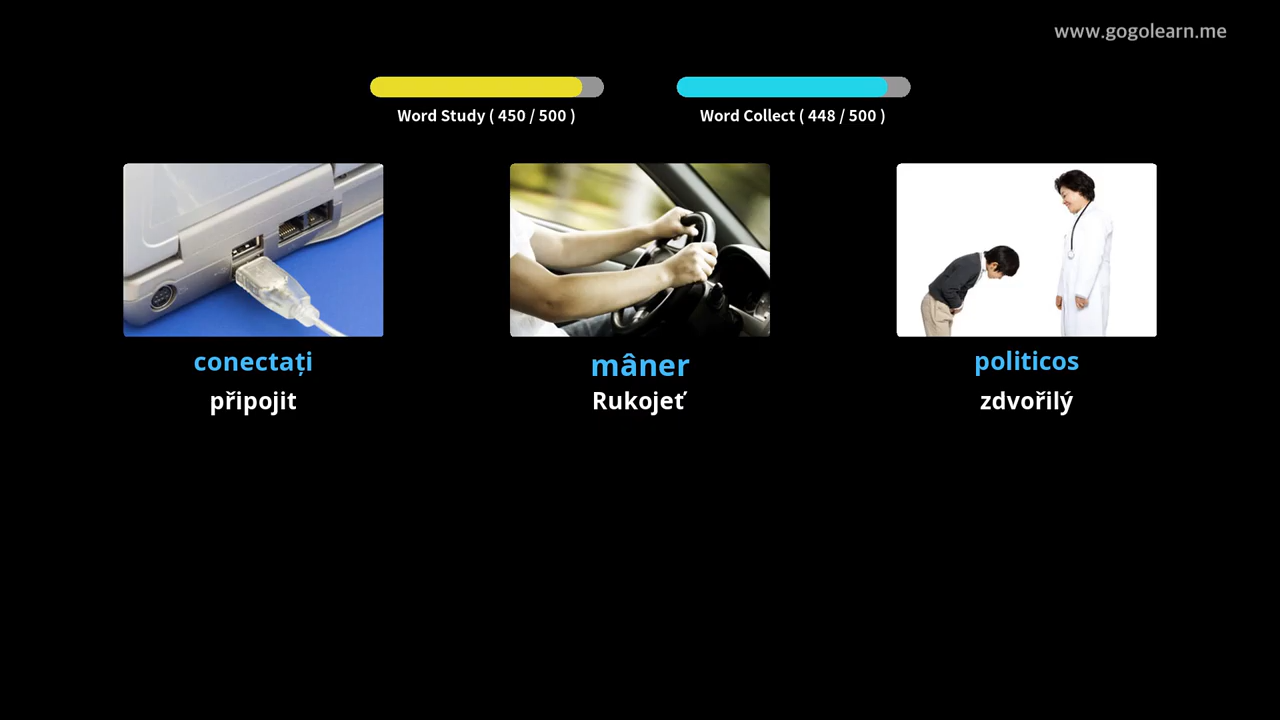 www.gogolearn.me
Word Study ( 450 / 500 )
Word Collect ( 448 / 500 )
conectați
mâner
politicos
připojit
Rukojeť
zdvořilý